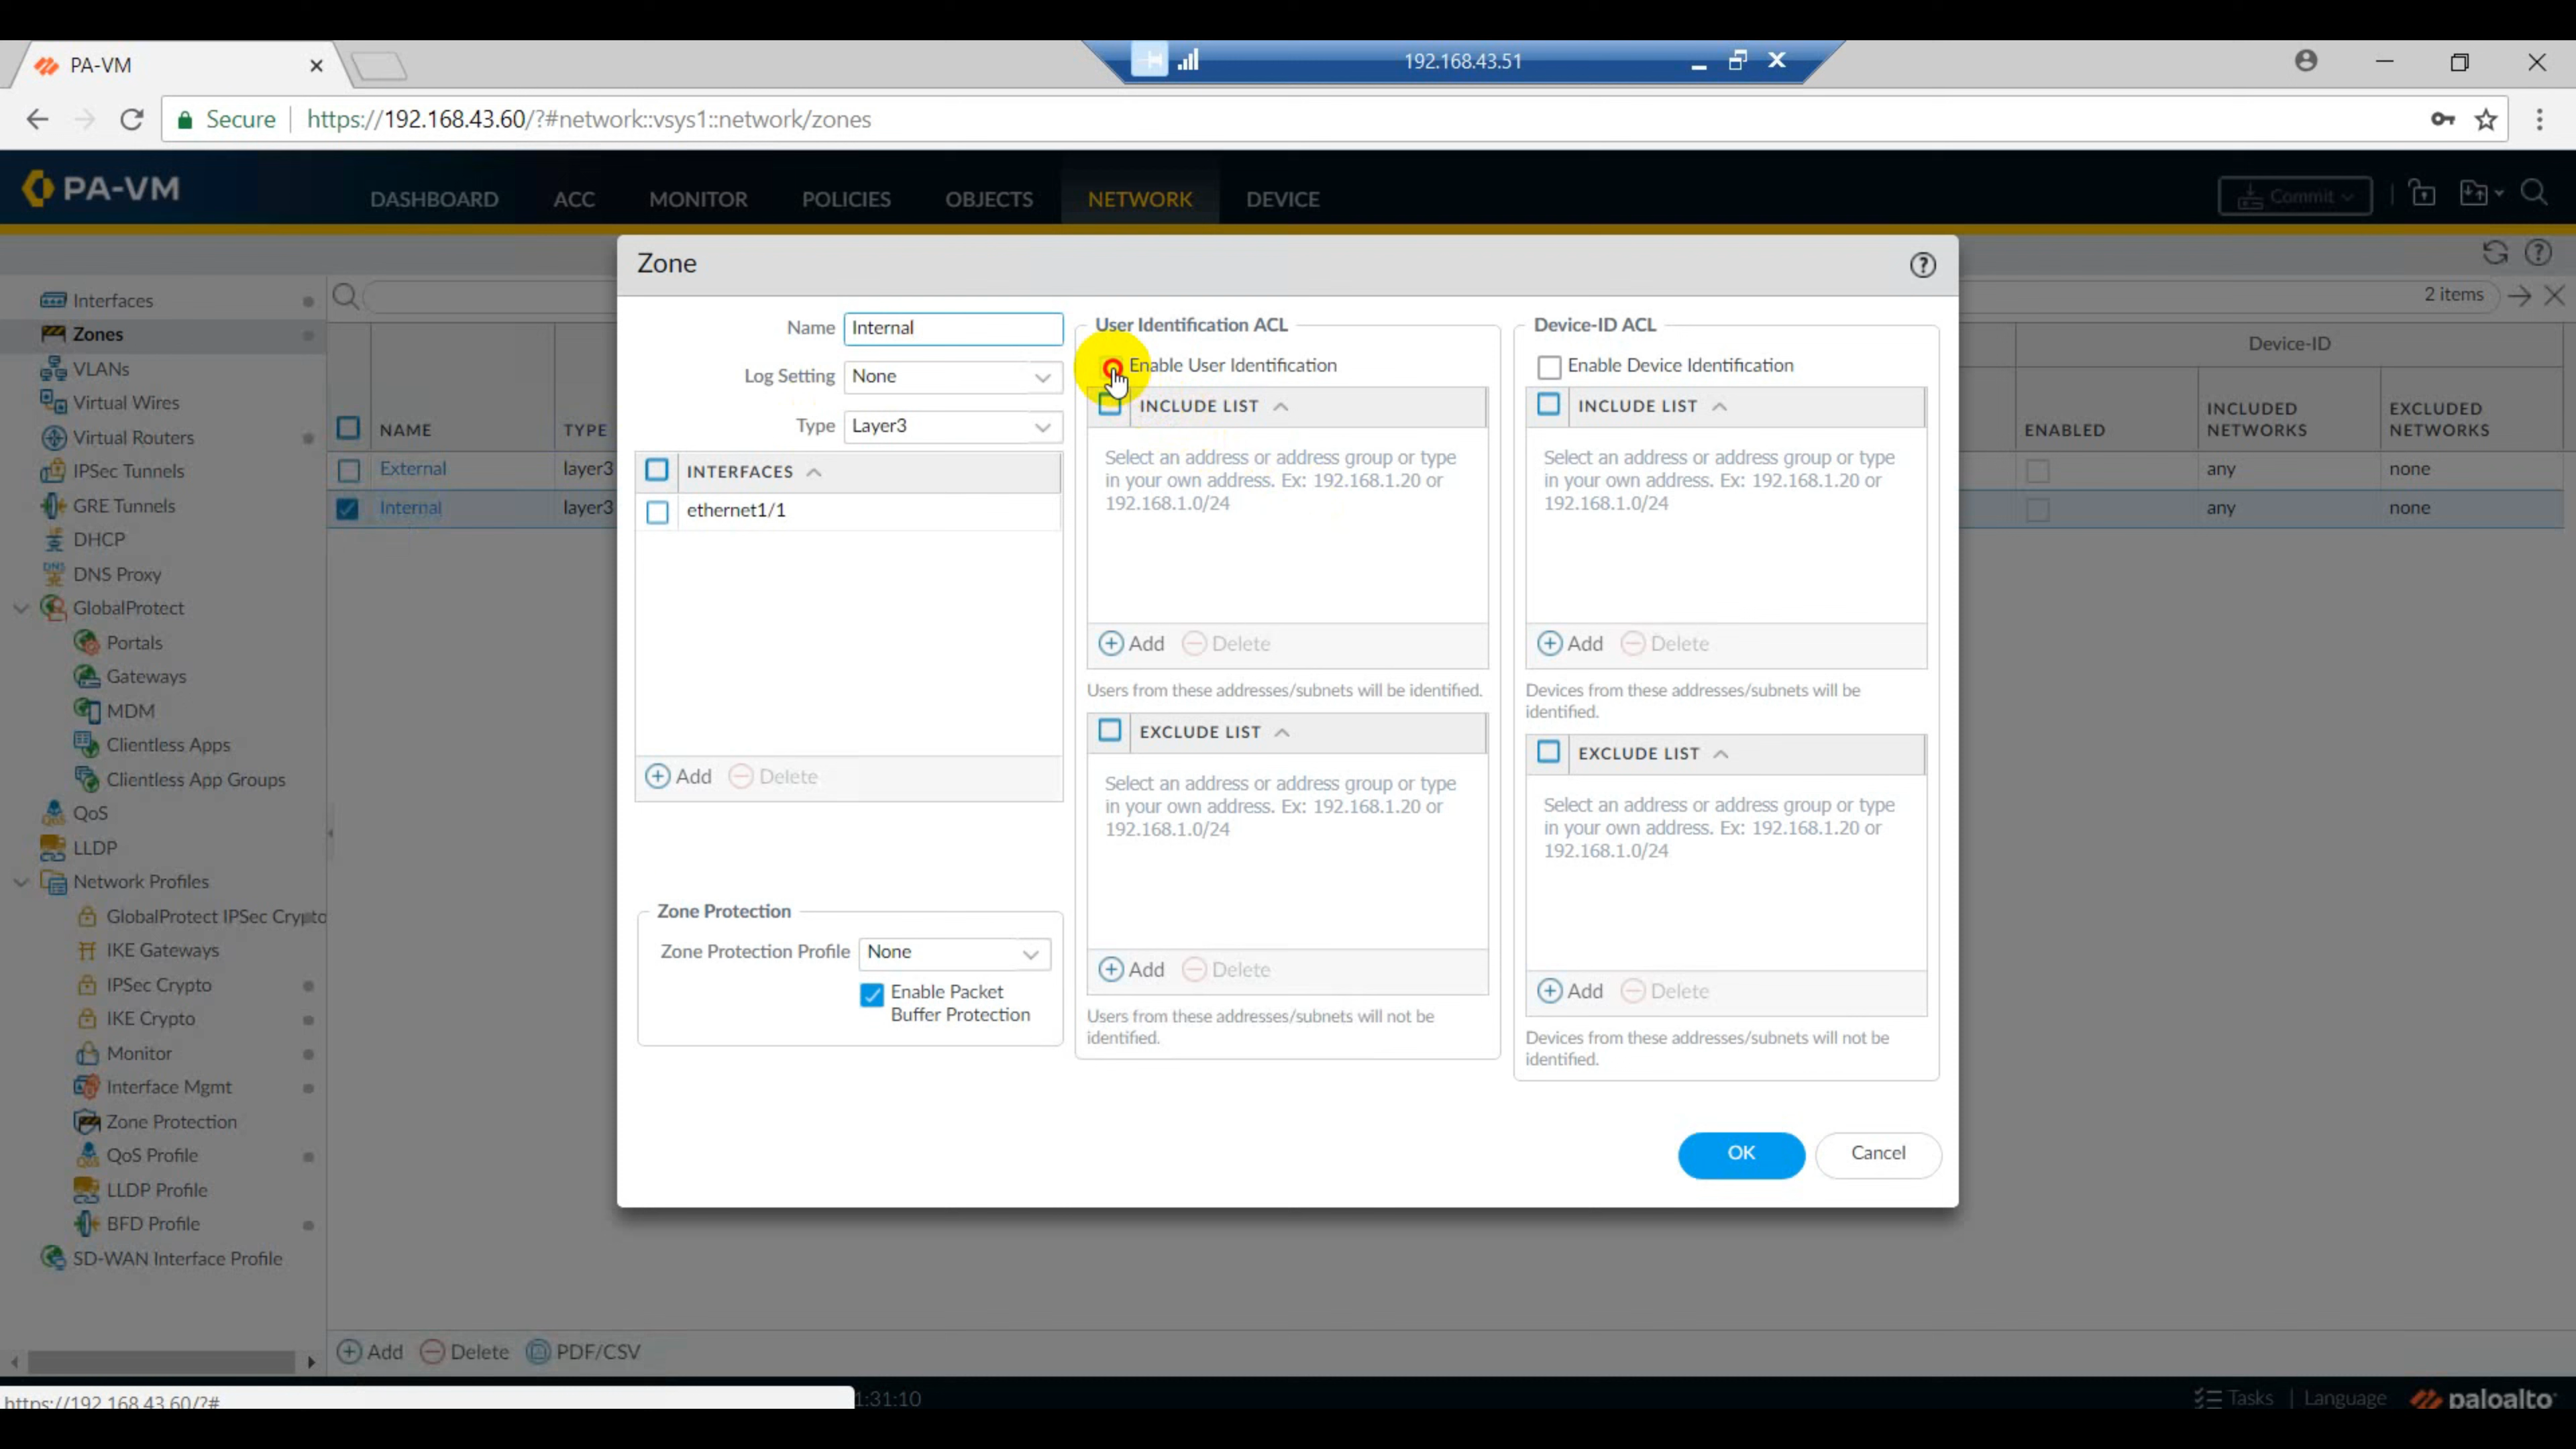 PA-VM
192.168.43.51
Secure
https://192.168.43.60/?#network::vsys1::network/zones
PA-VM
DASHBOARD
ACC
MONITOR
POLICIES
OBJECTS
NETWORK
DEVICE
Commit
Interfaces
Zones
VLANs
Virtual Wires
Virtual Routers
IPSec Tunnels
GRE Tunnels
DHCP
DNS Proxy
GlobalProtect
Portals
Gateways
MDM
Clientless Apps
Clientless App Groups
QoS
LLDP
Network Profiles
GlobalProtect IPSec Crypto
IKE Gateways
IPSec Crypto
IKE Crypto
Monitor
Interface Mgmt
Zone Protection
QoS Profile
LLDP Profile
BFD Profile
SD-WAN Interface Profile
2 items
NAME
TYPE
External
layer3
Internal
layer3
Device-ID
ENABLED
INCLUDED NETWORKS
EXCLUDED NETWORKS
any
none
any
none
Zone
Name
Internal
Log Setting
None
Type
Layer3
INTERFACES
ethernet1/1
Add
Delete
Zone Protection
Zone Protection Profile
None
Enable Packet
Buffer Protection
User Identification ACL
Enable User Identification
INCLUDE LIST
Select an address or address group or type
in your own address. Ex: 192.168.1.20 or
192.168.1.0/24
Add
Delete
Users from these addresses/subnets will be identified.
EXCLUDE LIST
Select an address or address group or type
in your own address. Ex: 192.168.1.20 or
192.168.1.0/24
Add
Delete
Users from these addresses/subnets will not be
identified.
Device-ID ACL
Enable Device Identification
INCLUDE LIST
Select an address or address group or type
in your own address. Ex: 192.168.1.20 or
192.168.1.0/24
Add
Delete
Devices from these addresses/subnets will be
identified.
EXCLUDE LIST
Select an address or address group or type
in your own address. Ex: 192.168.1.20 or
192.168.1.0/24
Add
Delete
Devices from these addresses/subnets will not be
identified.
OK
Cancel
Add
Delete
PDF/CSV
https://192.168.43.60/?#
1:31:10
Tasks
Language
paloalto